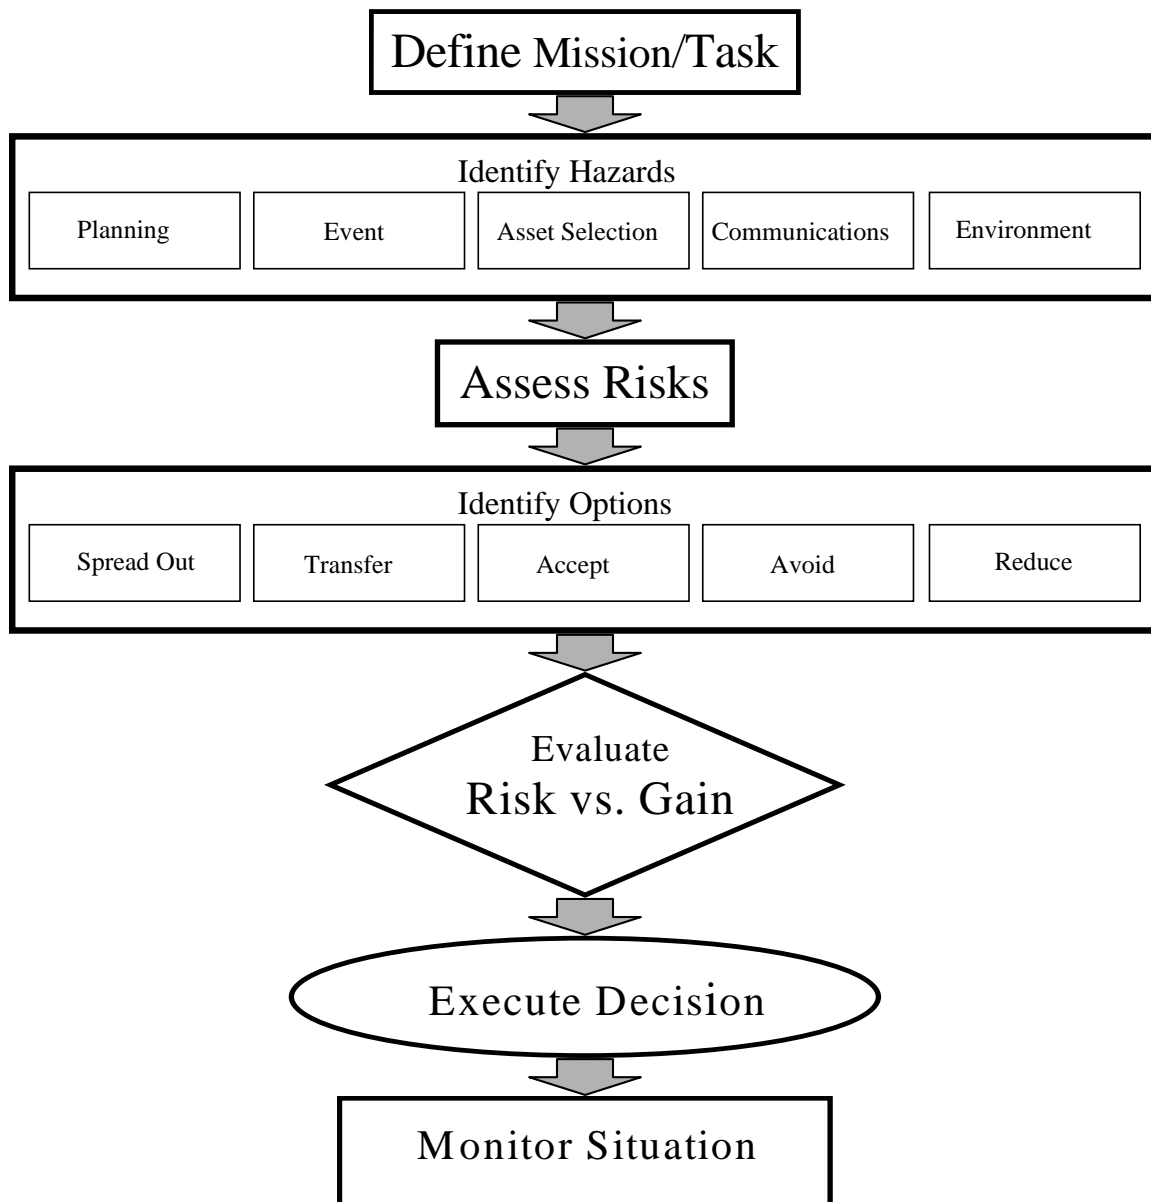 Define Mission/Task
Identify Hazards
Planning
Event
Asset Selection
Communications
Environment
Assess Risks
Identify Options
Spread Out
Transfer
Accept
Avoid
Reduce
Evaluate
Risk vs. Gain
Execute Decision
Monitor Situation